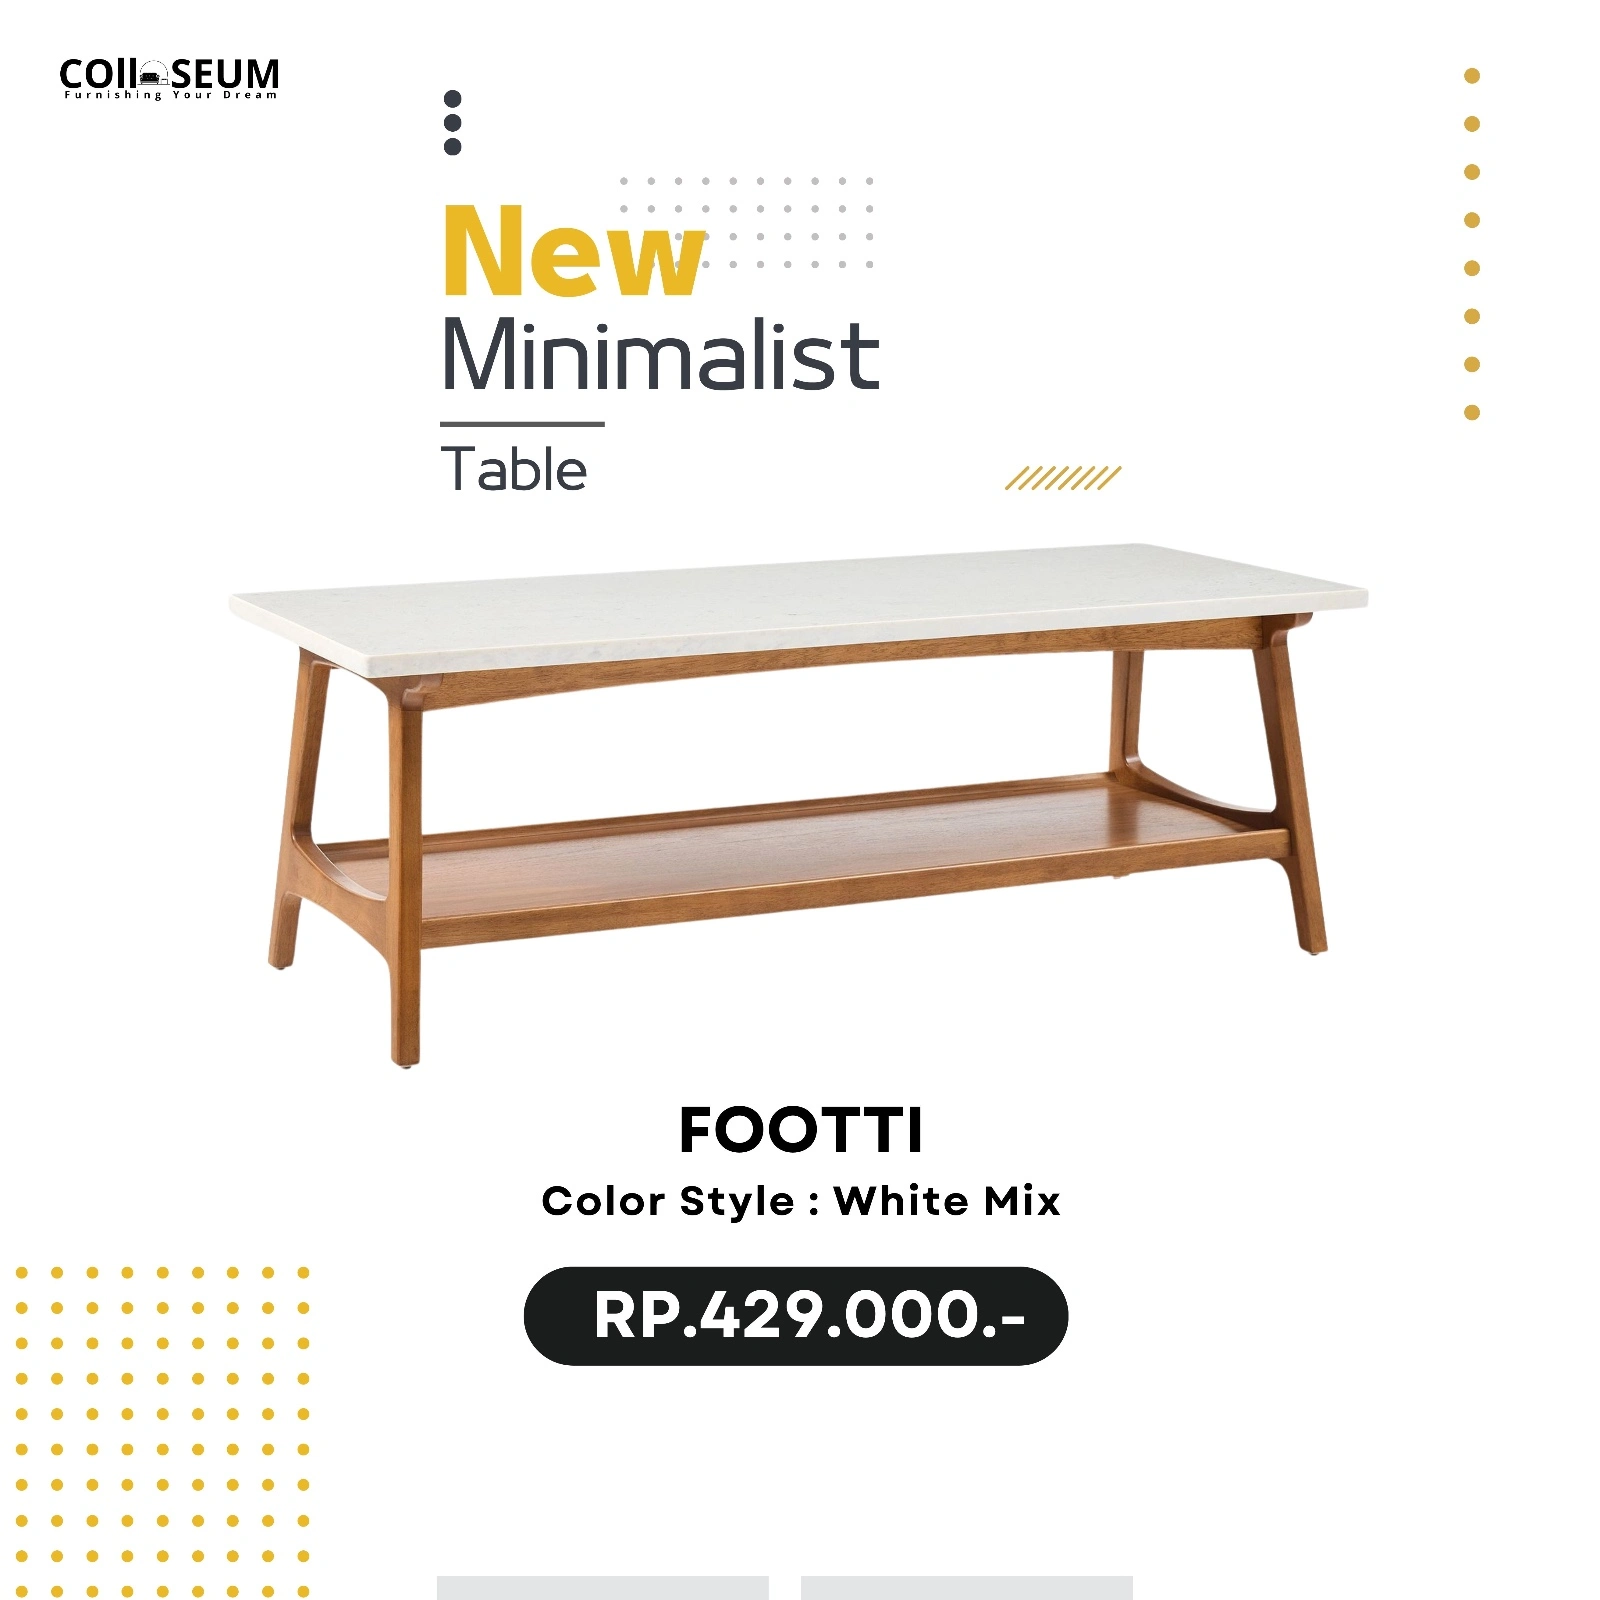 COllOSEUM
Furnishing Your Dream
New
Minimalist
Table
FOOTTI
Color Style : White Mix
RP.429.000.-